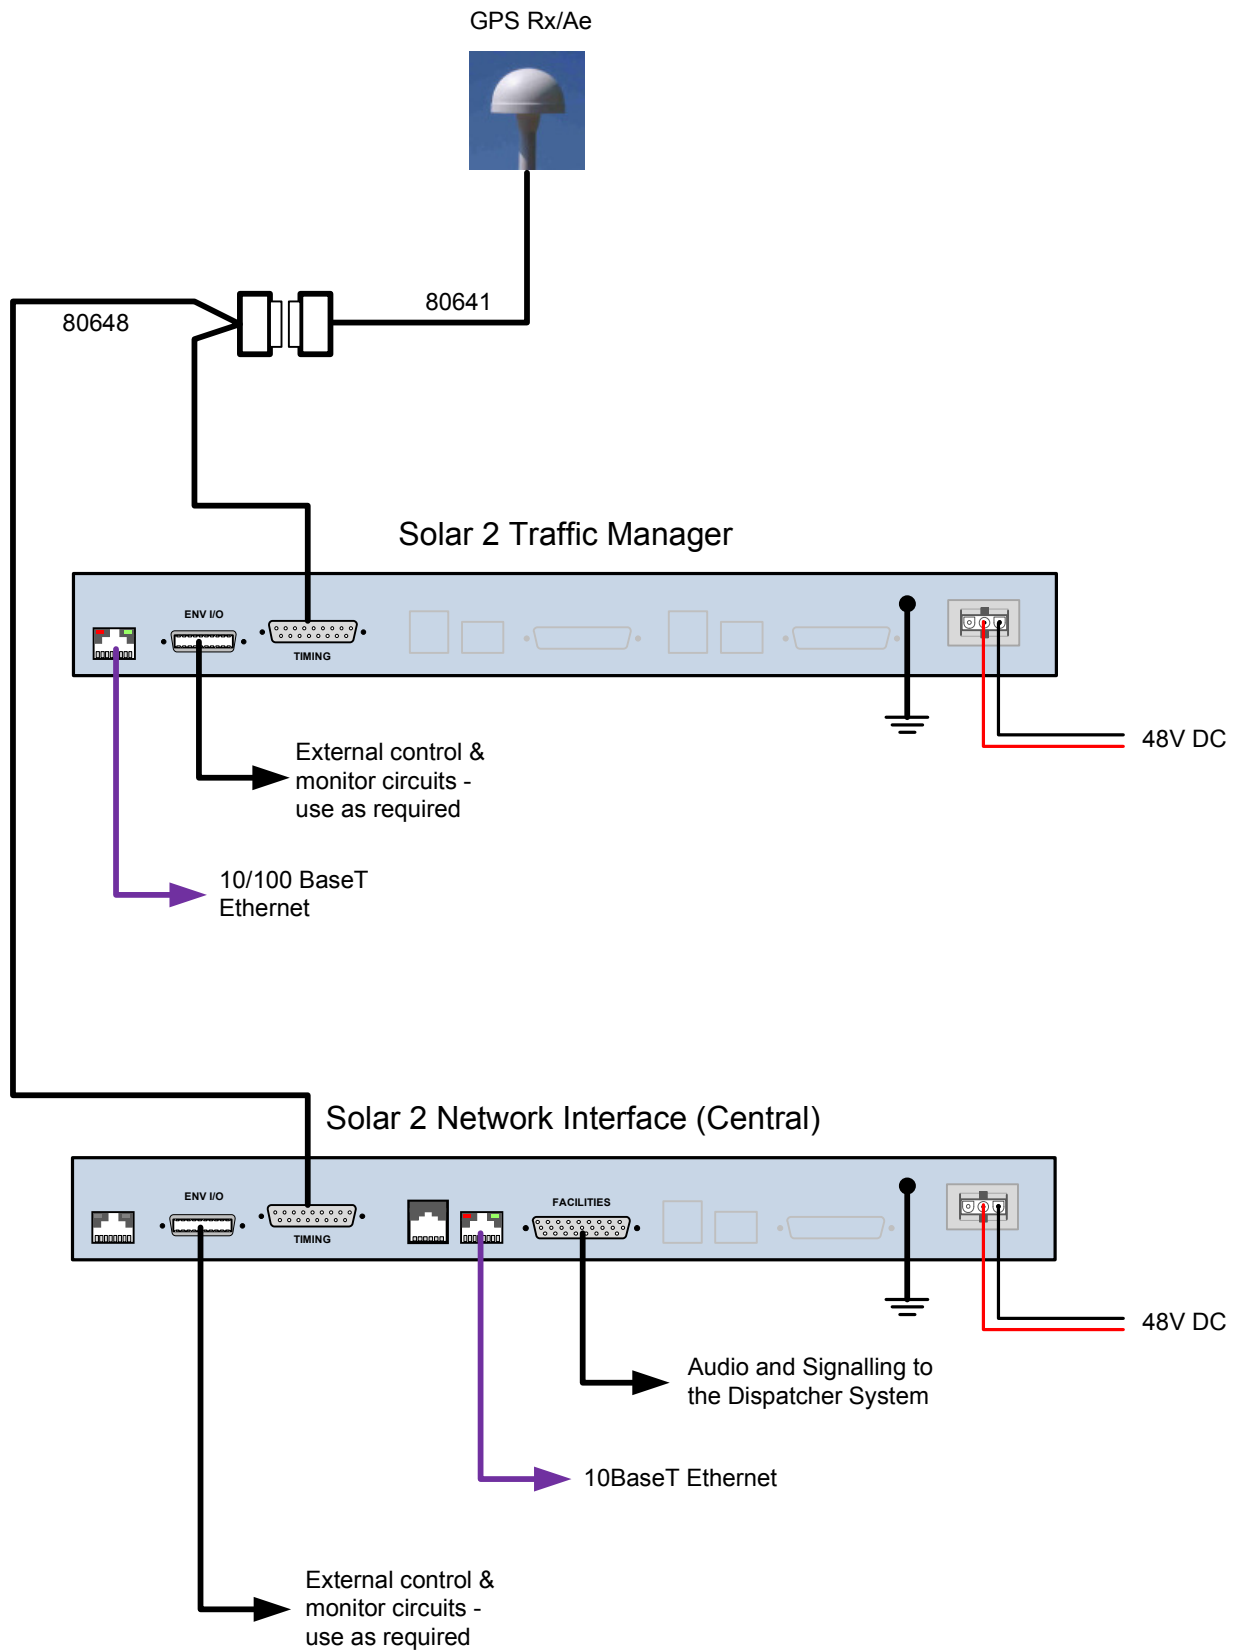 GPS Rx/Ae
80641
80648
Solar 2 Traffic Manager
ENV I/O
TIMING
48V DC
External control &
monitor circuits -
use as required
10/100 BaseT
Ethernet
Solar 2 Network Interface (Central)
ENV I/O
FACILITIES
TIMING
48V DC
Audio and Signalling to
the Dispatcher System
10BaseT Ethernet
External control &
monitor circuits -
use as required